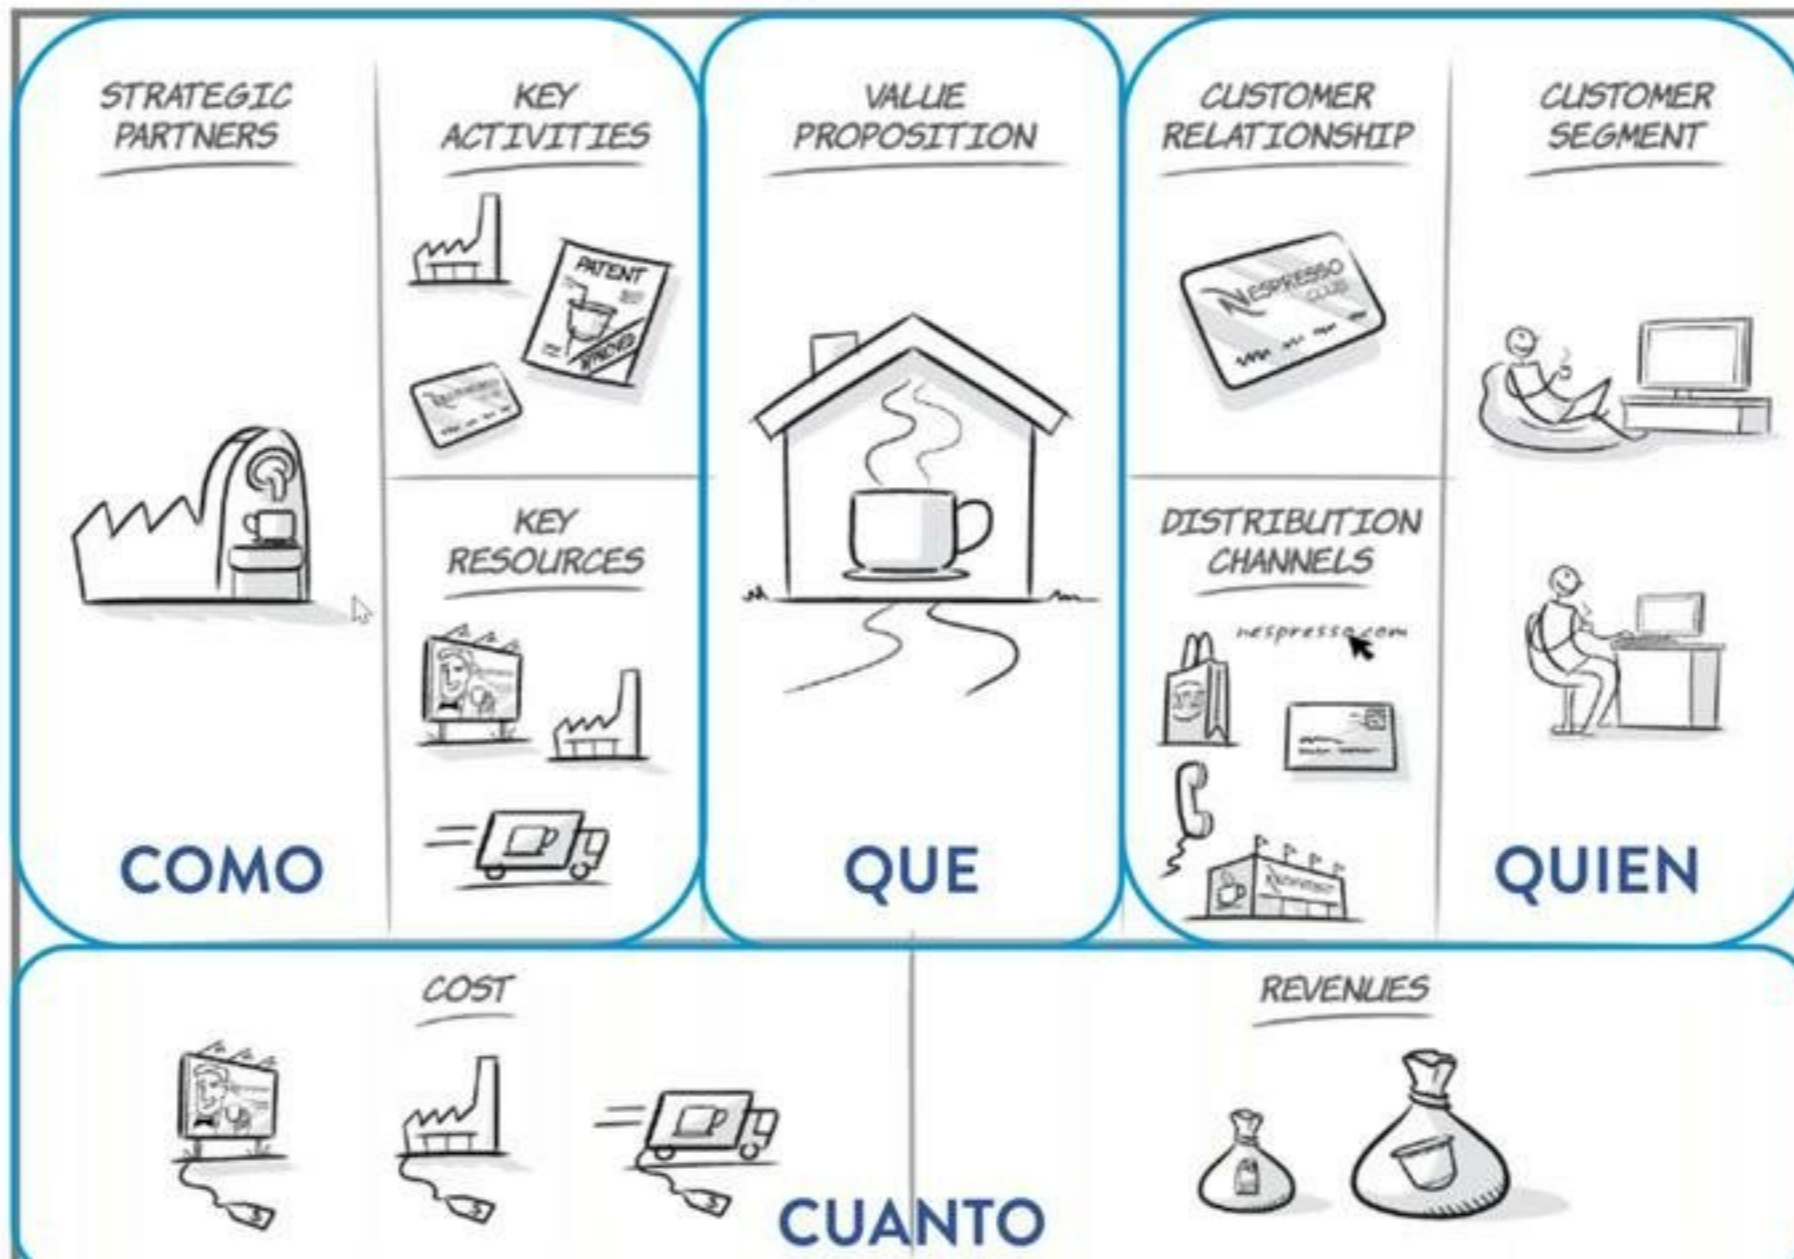 STRATEGIC
PARTNERS
KEY
ACTIVITIES
PATENT
APPROVED
KEY
RESOURCES
COMO
VALUE
PROPOSITION
QUE
CUSTOMER
RELATIONSHIP
NESPRESSO
CLUB
DISTRIBUTION
CHANNELS
nespresso.com
CUSTOMER
SEGMENT
QUIEN
COST
REVENUES
CUANTO